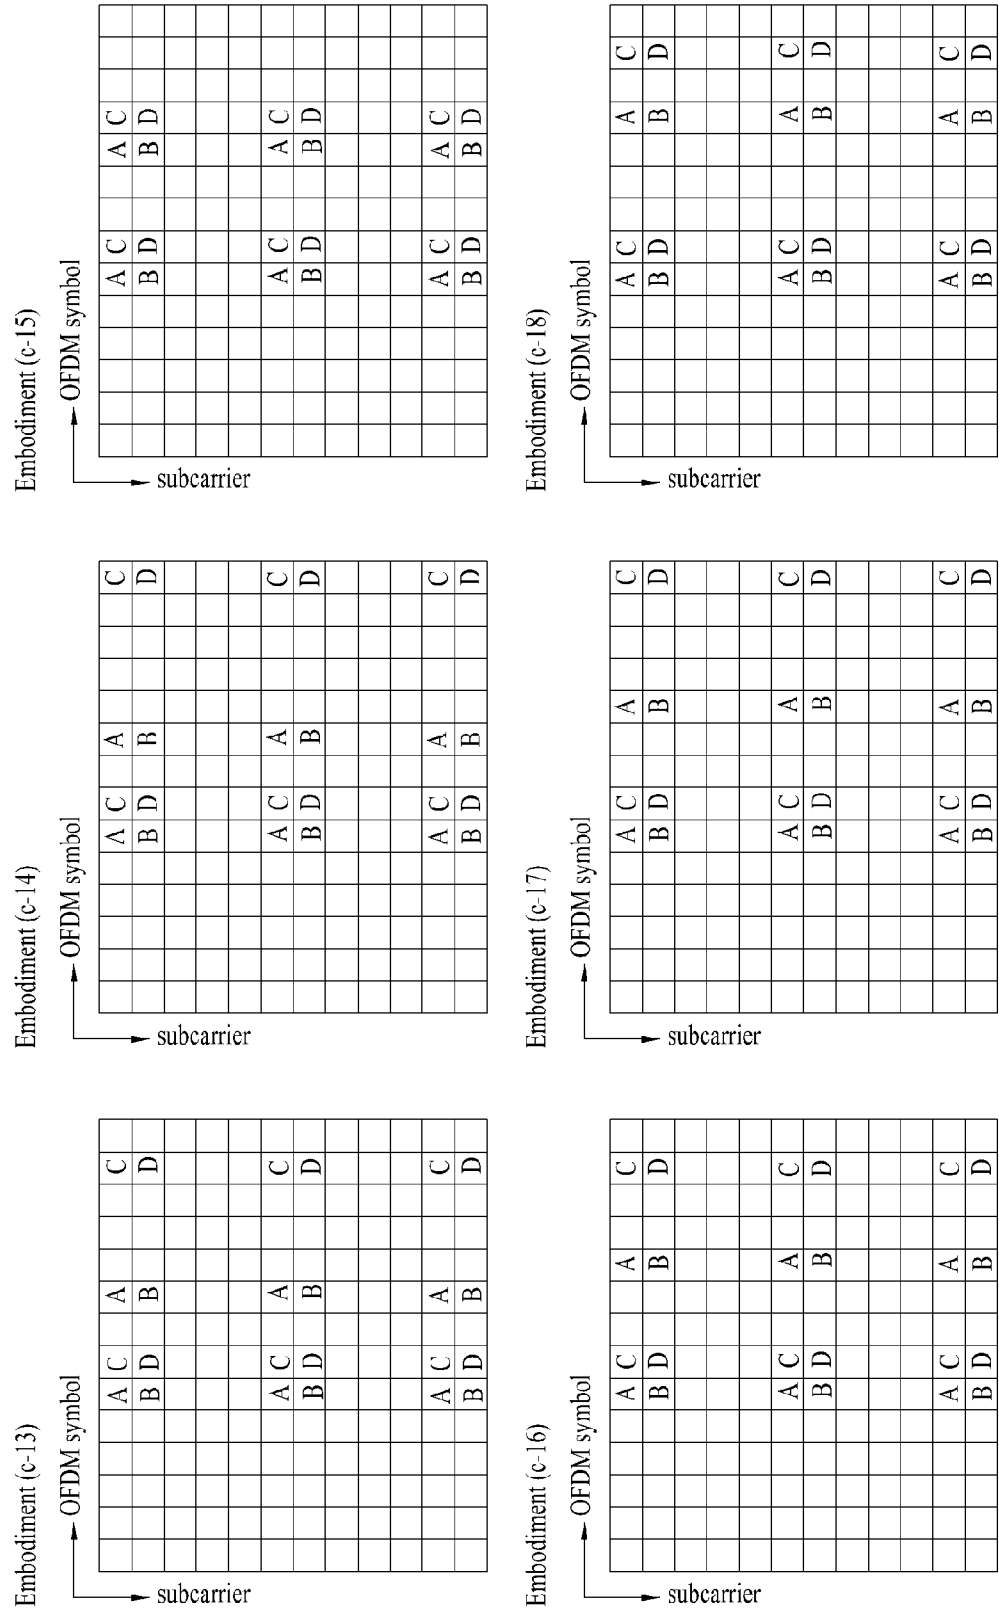 Embodiment (c-13)
OFDM symbol
subcarrier
A C A C
B D B D
A C A C
B D B D
A C A C
B D B D
Embodiment (c-14)
OFDM symbol
subcarrier
A C A C
B D B D
A C A C
B D B D
A C A C
B D B D
Embodiment (c-15)
OFDM symbol
subcarrier
A C A C
B D B D
A C A C
B D B D
A C A C
B D B D
Embodiment (c-16)
OFDM symbol
subcarrier
A C A C
B D B D
A C A C
B D B D
A C A C
B D B D
Embodiment (c-17)
OFDM symbol
subcarrier
A C A C
B D B D
A C A C
B D B D
A C A C
B D B D
Embodiment (c-18)
OFDM symbol
subcarrier
A C A C
B D B D
A C A C
B D B D
A C A C
B D B D